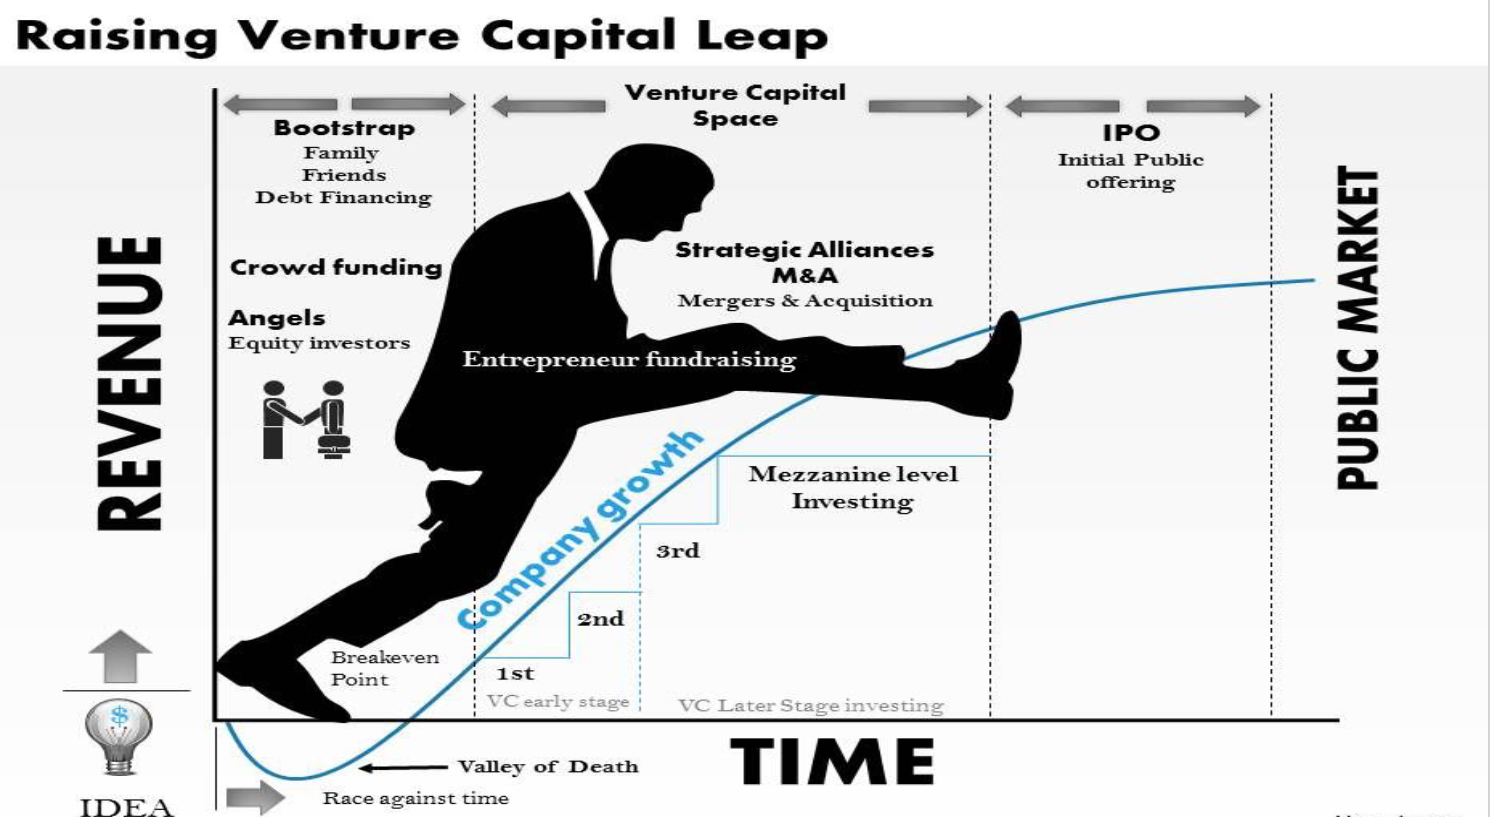 Raising Venture Capital Leap
Bootstrap
Family
Friends
Debt Financing
Crowd funding
Angels
Equity investors
Venture Capital
Space
Strategic Alliances
M&A
Mergers & Acquisition
Entrepreneur fundraising
IPO
Initial Public
offering
REVENUE
PUBLIC MARKET
Company growth
Mezzanine level
Investing
3rd
2nd
1st
Breakeven
Point
VC early stage
VC Later Stage investing
$
IDEA
TIME
Valley of Death
Race against time